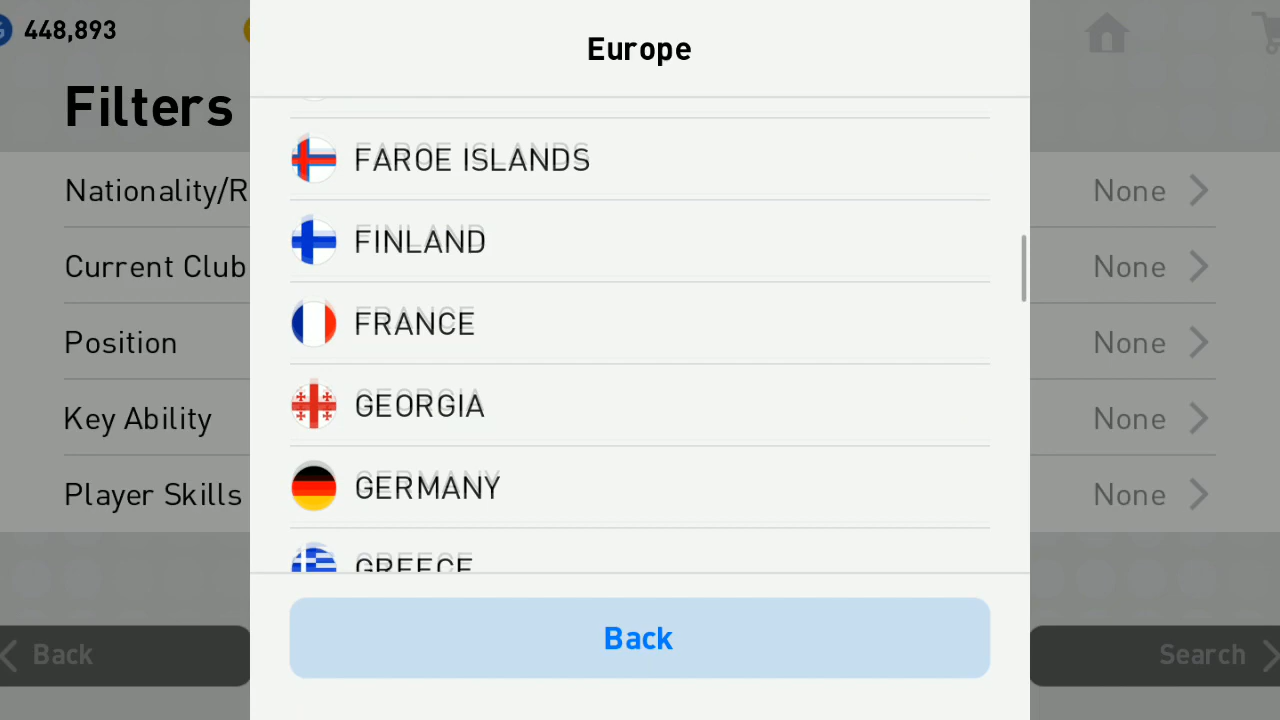 448,893
Europe
Filters
FAROE ISLANDS
Nationality/R
None
FINLAND
Current Club
None
FRANCE
Position
None
GEORGIA
Key Ability
None
GERMANY
Player Skills
None
GREECE
Back
Back
Search